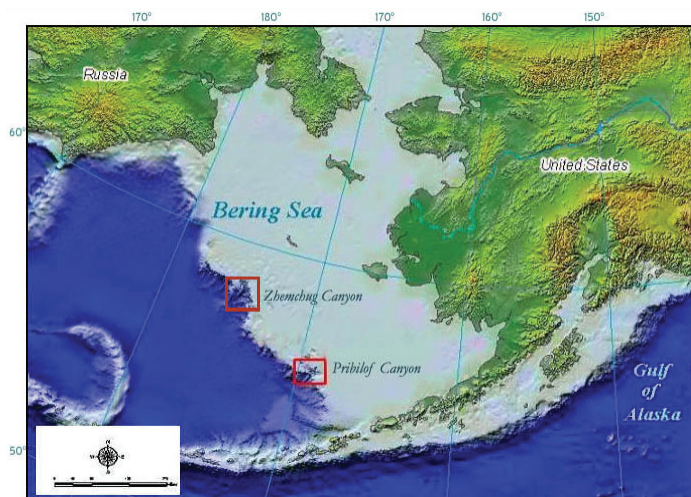 170° 180° 170° 160° 150°
Russia
60°
United States
Bering Sea
Zhemchug Canyon
Pribilof Canyon
Gulf
of
Alaska
50°
N
W E
S